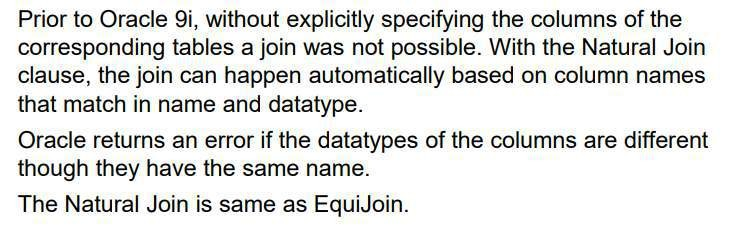 Prior to Oracle 9i, without explicitly specifying the columns of the
corresponding tables a join was not possible. With the Natural Join
clause, the join can happen automatically based on column names
that match in name and datatype.
Oracle returns an error if the datatypes of the columns are different
though they have the same name.
The Natural Join is same as EquiJoin.